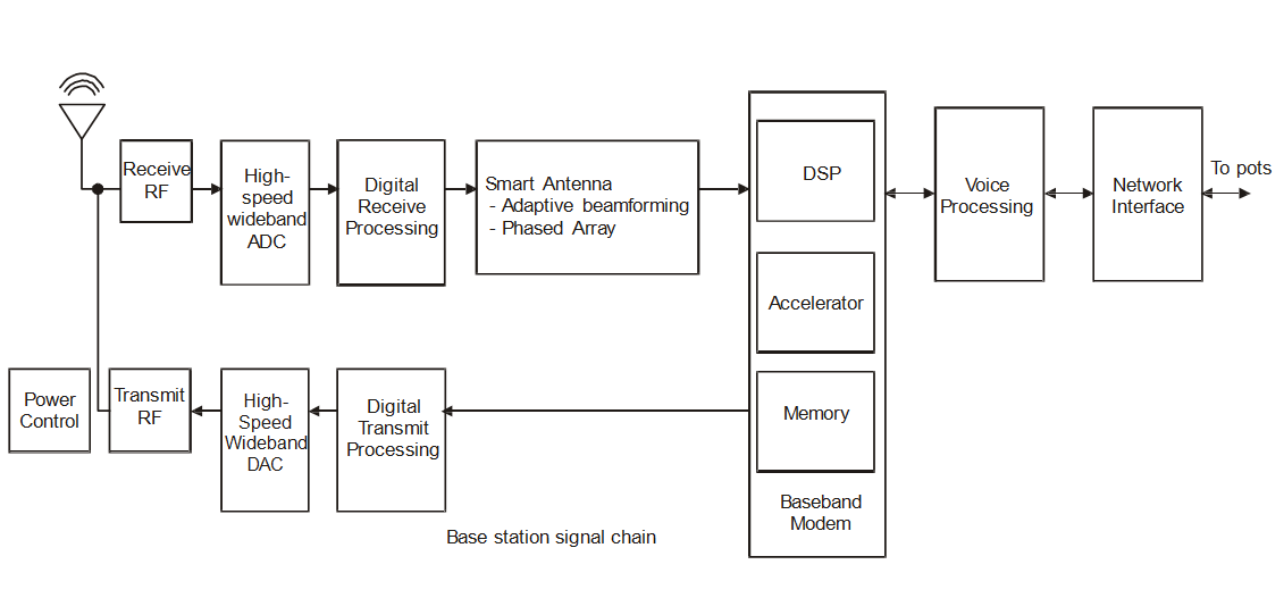 Receive
RF
High-
speed
wideband
ADC
Digital
Receive
Processing
Smart Antenna
- Adaptive beamforming
- Phased Array
DSP
Accelerator
Memory
Baseband
Modem
Voice
Processing
Network
Interface
To pots
Power
Control
Transmit
RF
High-
Speed
Wideband
DAC
Digital
Transmit
Processing
Base station signal chain